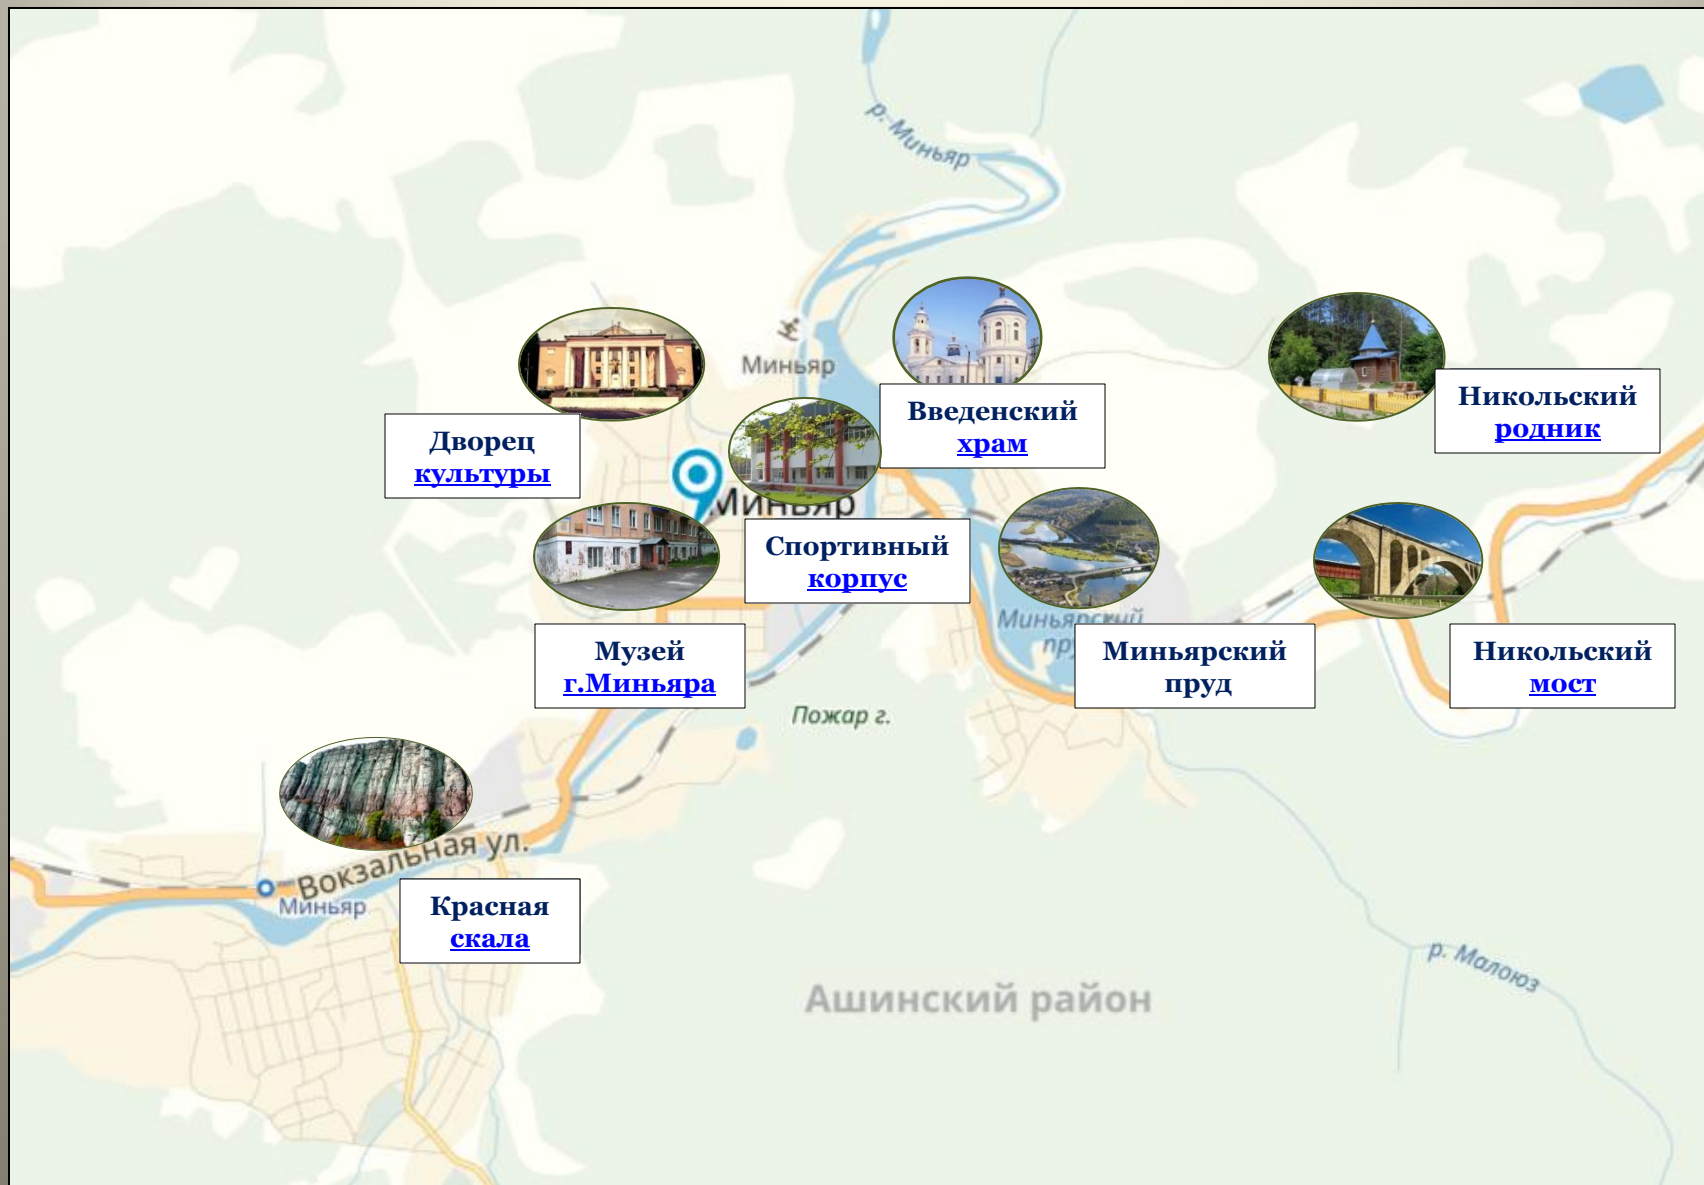 р. Миньяр
Миньяр
Введенский
храм
Никольский
родник
Дворец
культуры
Миньяр
Спортивный
корпус
Миньярский
Музей
г.Миньяра
Миньярский
пруд
Никольский
мост
Пожар г.
Вокзальная ул.
Миньяр
Красная
скала
р. Малоюз
Ашинский район